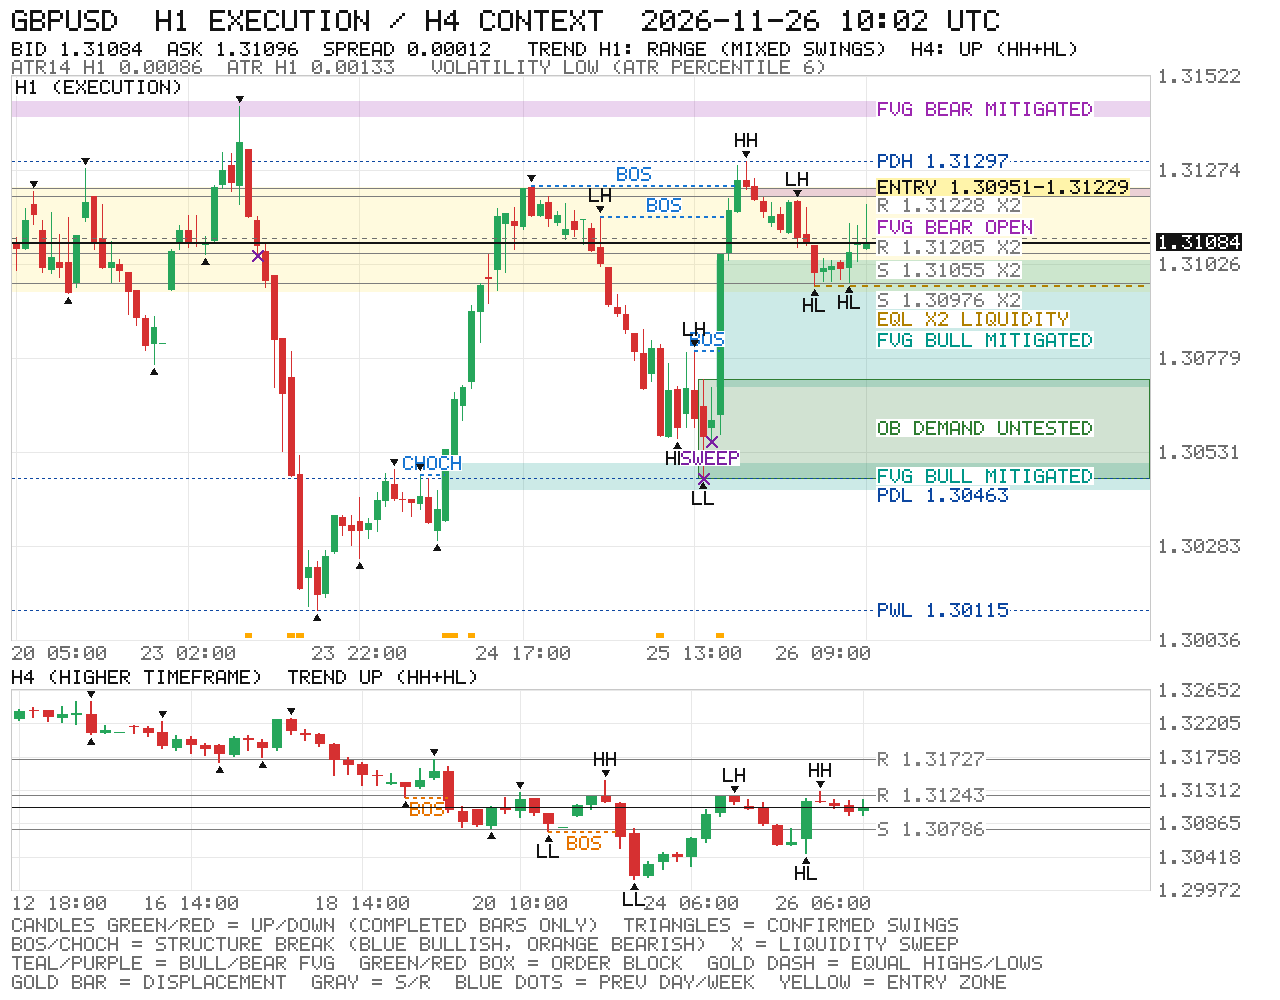 GBPUSD  H1 EXECUTION / H4 CONTEXT  2026-11-26 10:02 UTC
BID 1.31084  ASK 1.31096  SPREAD 0.00012   TREND H1: RANGE (MIXED SWINGS)  H4: UP (HH+HL)
ATR14 H1 0.00086  ATR H1 0.00133   VOLATILITY LOW (ATR PERCENTILE 6)
H1 (EXECUTION)
1.31522
FVG BEAR MITIGATED
HH
PDH 1.31297
1.31274
BOS
LH
ENTRY 1.30951-1.31229
LH
BOS
R 1.31228 X2
FVG BEAR OPEN
1.31084
R 1.31205 X2
1.31026
S 1.31055 X2
HL
HL
S 1.30976 X2
EQL X2 LIQUIDITY
LH
BOS
FVG BULL MITIGATED
1.30779
OB DEMAND UNTESTED
1.30531
CHOCH
HL
SWEEP
FVG BULL MITIGATED
LL
PDL 1.30463
1.30283
PWL 1.30115
1.30036
20 05:00
23 02:00
23 22:00
24 17:00
25 13:00
26 09:00
H4 (HIGHER TIMEFRAME)  TREND UP (HH+HL)
1.32652
1.32205
HH
R 1.31727
1.31758
LH
HH
R 1.31243
1.31312
BOS
S 1.30786
1.30865
BOS
LL
1.30418
HL
1.29972
LL
12 18:00
16 14:00
18 14:00
20 10:00
24 06:00
26 06:00
CANDLES GREEN/RED = UP/DOWN (COMPLETED BARS ONLY)  TRIANGLES = CONFIRMED SWINGS
BOS/CHOCH = STRUCTURE BREAK (BLUE BULLISH, ORANGE BEARISH)  X = LIQUIDITY SWEEP
TEAL/PURPLE = BULL/BEAR FVG  GREEN/RED BOX = ORDER BLOCK  GOLD DASH = EQUAL HIGHS/LOWS
GOLD BAR = DISPLACEMENT  GRAY = S/R  BLUE DOTS = PREV DAY/WEEK  YELLOW = ENTRY ZONE